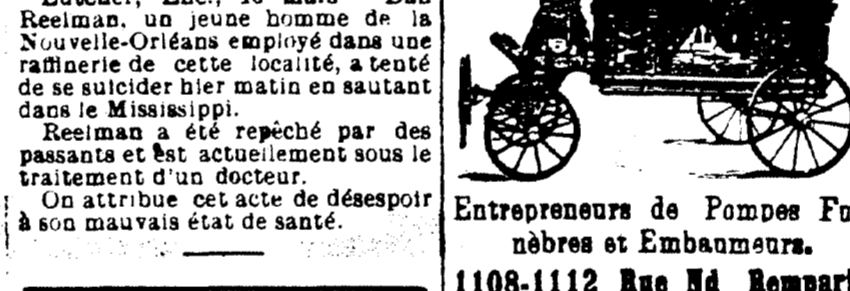 Reelman, un jeune homme de la
Nouvelle-Orléans employé dans une
raffinerie de cette localité, a tenté
de se suicider hier matin en sautant
dans le Mississippi.
Reelman a été repêché par des
passants et est actuellement sous le
traitement d'un docteur.
On attribue cet acte de désespoir
à son mauvais état de santé.
Entrepreneurs de Pompes Fu
nèbres et Embaumeurs.
1108-1112 Rue Nd Rempart